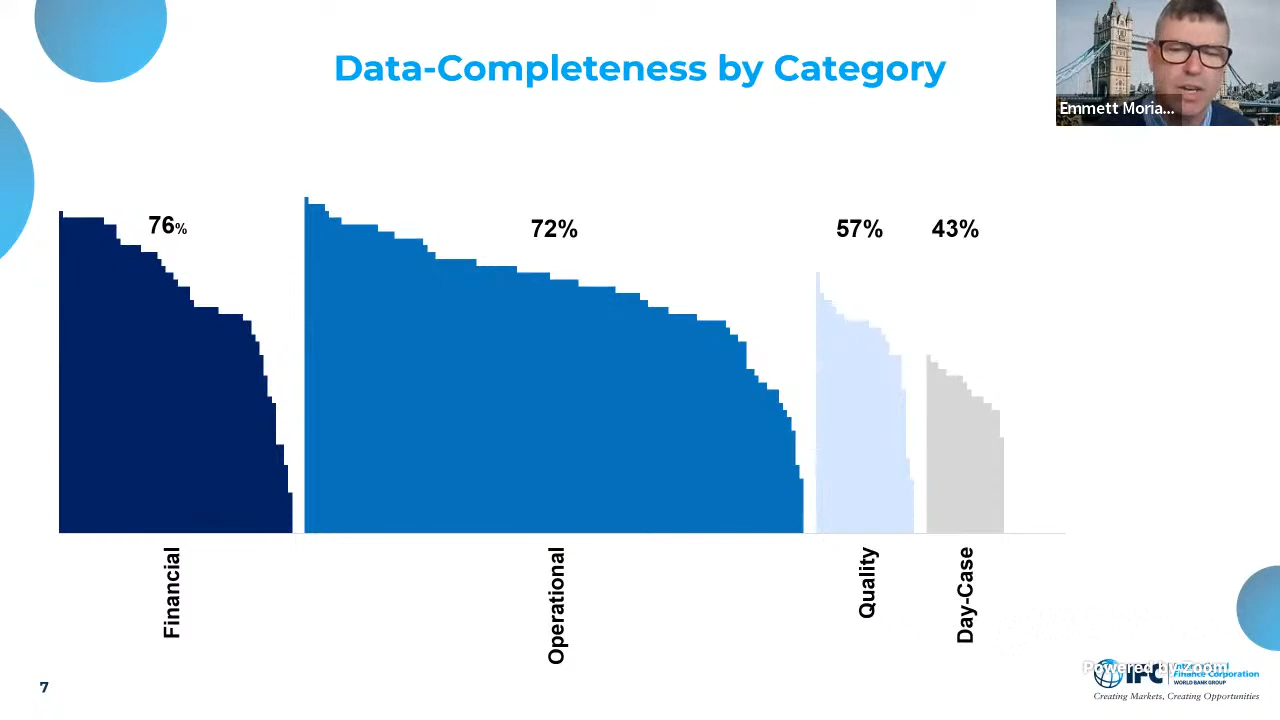 Data-Completeness by Category
Emmett Moria...
76%
72%
57%
43%
Financial
Operational
Quality
Day-Case
7
Powered by Zoom
IFC
International
Finance Corporation
WORLD BANK GROUP
Creating Markets, Creating Opportunities